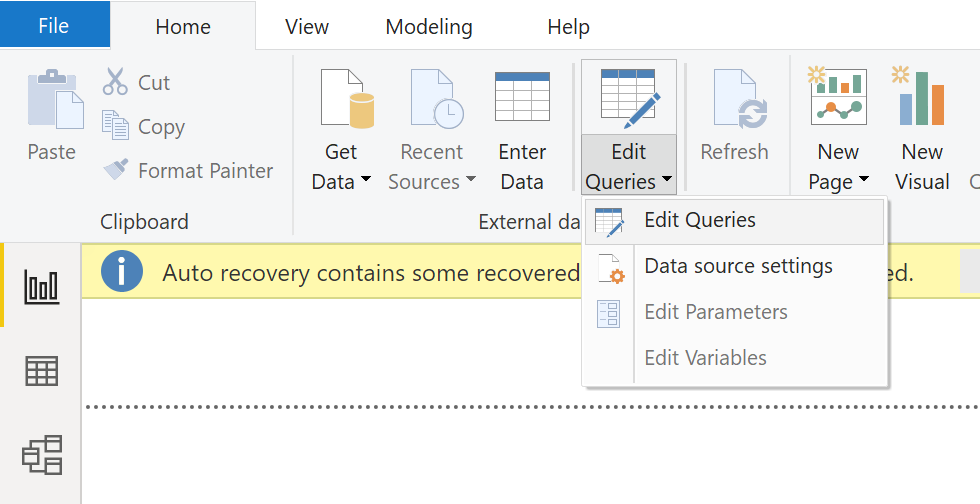 File
Home
View
Modeling
Help
Paste
Cut
Copy
Format Painter
Clipboard
Get
Data
Recent
Sources
Enter
Data
Edit
Queries
Refresh
External da
New
Page
New
Visual
Edit Queries
Data source settings
Edit Parameters
Edit Variables
Auto recovery contains some recovered
ed.